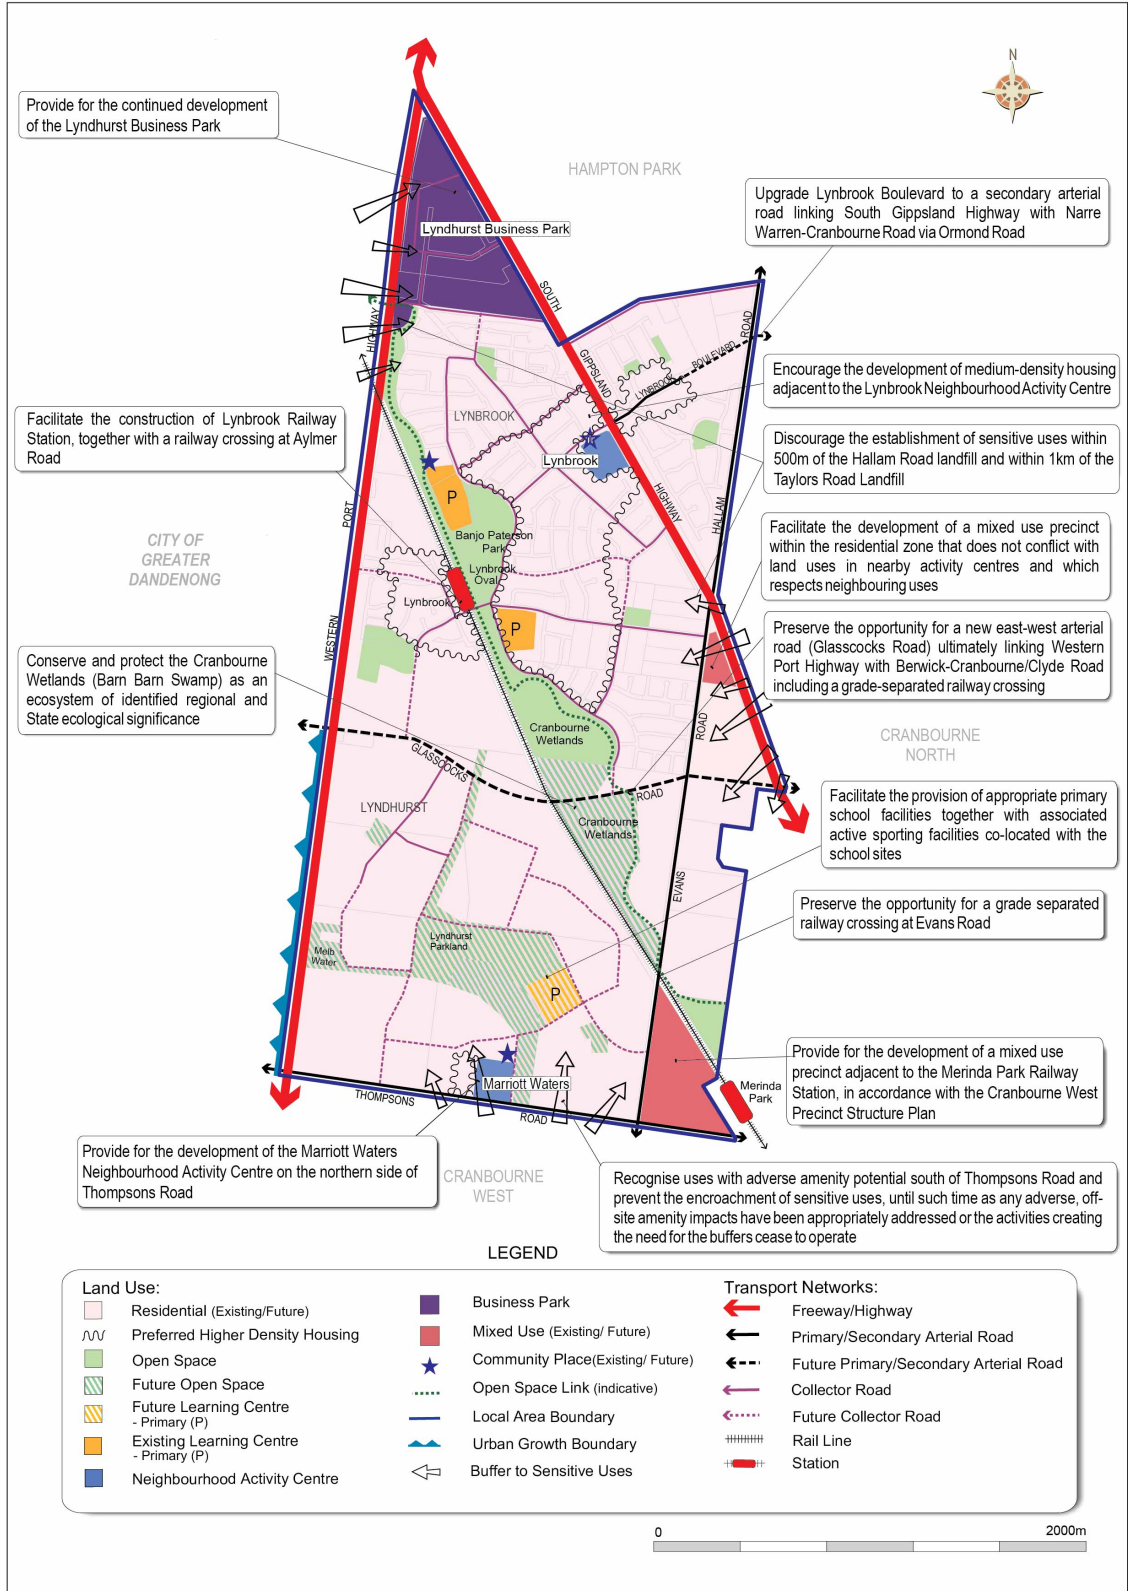 N
Provide for the continued development
of the Lyndhurst Business Park
HAMPTON PARK
Upgrade Lynbrook Boulevard to a secondary arterial
road linking South Gippsland Highway with Narre
Warren-Cranbourne Road via Ormond Road
Lyndhurst Business Park
SOUTH
GIPPSLAND
HIGHWAY
HIGHWAY
PORT
WESTERN
ROAD
HALLAM
LYNBROOK
BOULEVARD
Encourage the development of medium-density housing
adjacent to the Lynbrook Neighbourhood Activity Centre
Facilitate the construction of Lynbrook Railway
Station, together with a railway crossing at Aylmer
Road
LYNBROOK
Lynbrook
Discourage the establishment of sensitive uses within
500m of the Hallam Road landfill and within 1km of the
Taylors Road Landfill
P
Banjo Paterson
Park
Lynbrook
Oval
Lynbrook
P
CITY OF
GREATER
DANDENONG
Facilitate the development of a mixed use precinct
within the residential zone that does not conflict with
land uses in nearby activity centres and which
respects neighbouring uses
Preserve the opportunity for a new east-west arterial
road (Glasscocks Road) ultimately linking Western
Port Highway with Berwick-Cranbourne/Clyde Road
including a grade-separated railway crossing
Conserve and protect the Cranbourne
Wetlands (Barn Barn Swamp) as an
ecosystem of identified regional and
State ecological significance
Cranbourne
Wetlands
ROAD
CRANBOURNE
NORTH
GLASSCOCKS
ROAD
LYNDHURST
Cranbourne
Wetlands
Facilitate the provision of appropriate primary
school facilities together with associated
active sporting facilities co-located with the
school sites
EVANS
Preserve the opportunity for a grade separated
railway crossing at Evans Road
Lyndhurst
Parkland
Melb
Water
P
Provide for the development of a mixed use
precinct adjacent to the Merinda Park Railway
Station, in accordance with the Cranbourne West
Precinct Structure Plan
Marriott Waters
Merinda
Park
THOMPSONS
ROAD
Provide for the development of the Marriott Waters
Neighbourhood Activity Centre on the northern side of
Thompsons Road
CRANBOURNE
WEST
Recognise uses with adverse amenity potential south of Thompsons Road and
prevent the encroachment of sensitive uses, until such time as any adverse, off-
site amenity impacts have been appropriately addressed or the activities creating
the need for the buffers cease to operate
LEGEND
Land Use:
Residential (Existing/Future)
Preferred Higher Density Housing
Open Space
Future Open Space
Future Learning Centre
- Primary (P)
Existing Learning Centre
- Primary (P)
Neighbourhood Activity Centre
Business Park
Mixed Use (Existing/ Future)
Community Place(Existing/ Future)
Open Space Link (indicative)
Local Area Boundary
Urban Growth Boundary
Buffer to Sensitive Uses
Transport Networks:
Freeway/Highway
Primary/Secondary Arterial Road
Future Primary/Secondary Arterial Road
Collector Road
Future Collector Road
Rail Line
Station
0
2000m